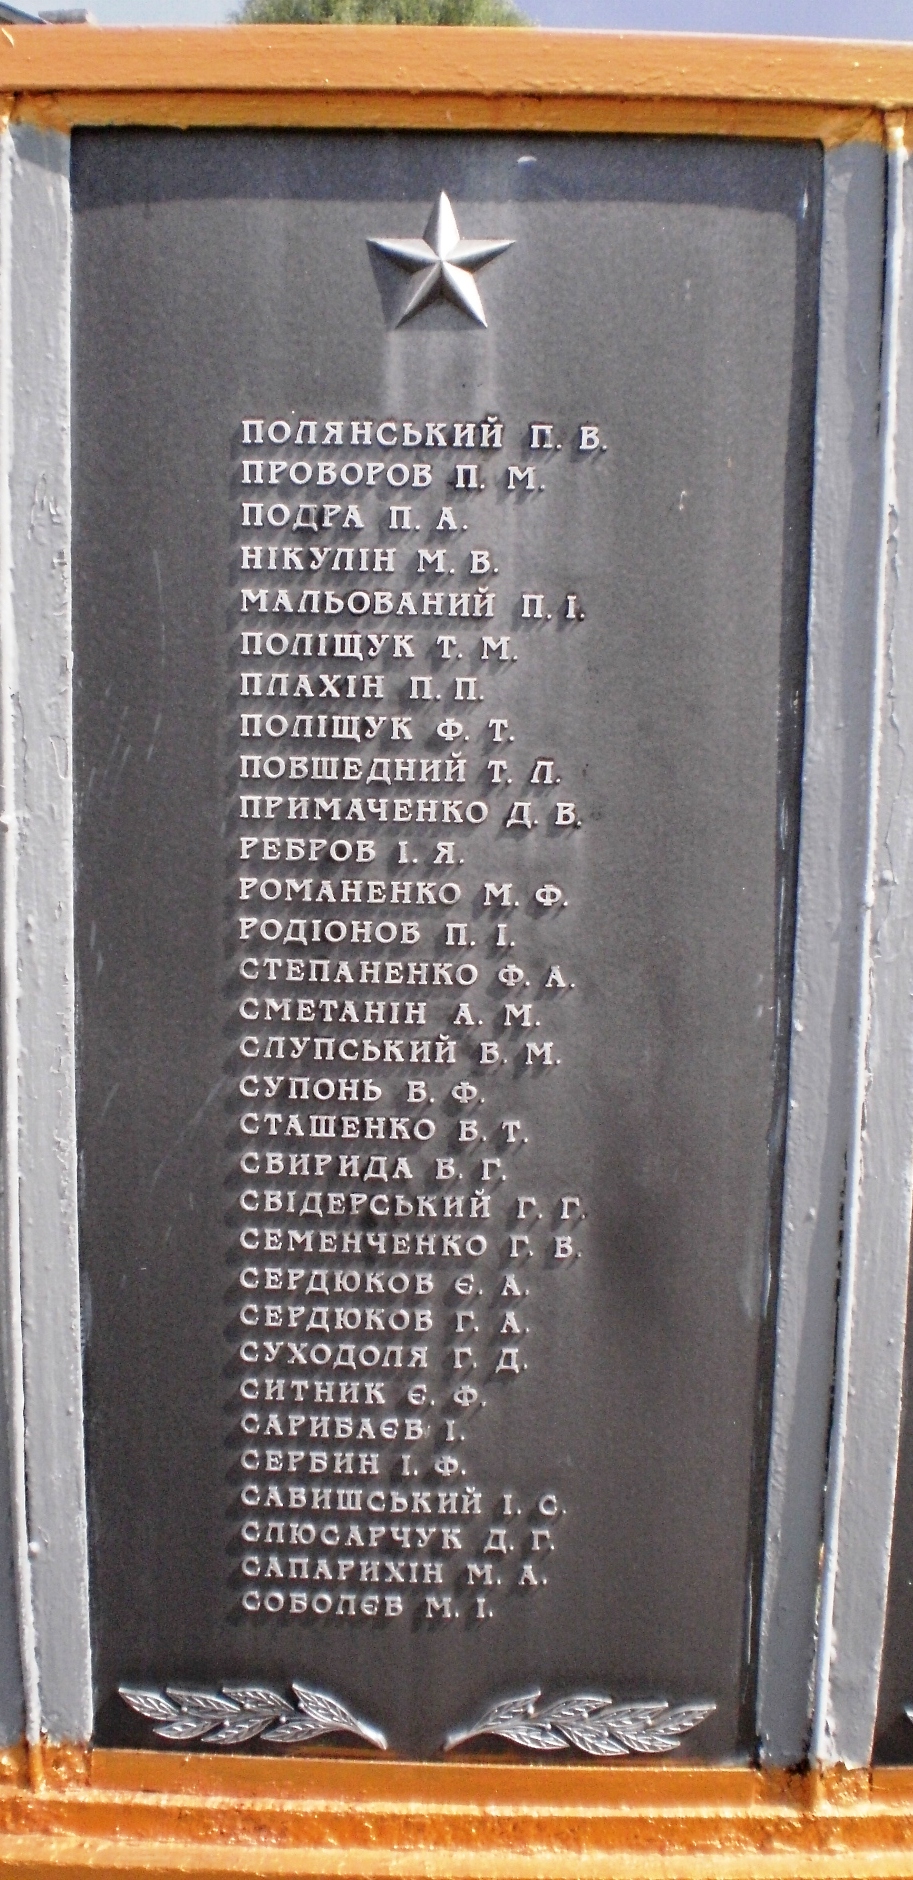 ПОЛЯНСЬКИЙ П. В.
ПРОВОРОВ П. М.
ПОДРА П. А.
НІКУЛІН М. В.
МАЛЬОВАНИЙ П. І.
ПОЛІЩУК Т. М.
ПЛАХІН П. П.
ПОЛІЩУК Ф. Т.
ПОВШЕДНИЙ Т. Л.
ПРИМАЧЕНКО Д. В.
РЕБРОВ І. Я.
РОМАНЕНКО М. Ф.
РОДІОНОВ П. І.
СТЕПАНЕНКО Ф. А.
СМЕТАНІН А. М.
СЛУПСЬКИЙ В. М.
СУПОНЬ В. Ф.
СТАШЕНКО В. Т.
СВИРИДА В. Г.
СВІДЕРСЬКИЙ Г. Г.
СЕМЕНЧЕНКО Г. В.
СЕРДЮКОВ Є. А.
СЕРДЮКОВ Г. А.
СУХОДОЛЯ Г. Д.
СИТНИК Є. Ф.
САРИБАЄВ І.
СЕРБИН І. Ф.
САВИШСЬКИЙ І. С.
СЛЮСАРЧУК Д. Г.
САПАРИХІН М. А.
СОБОЛЄВ М. І.